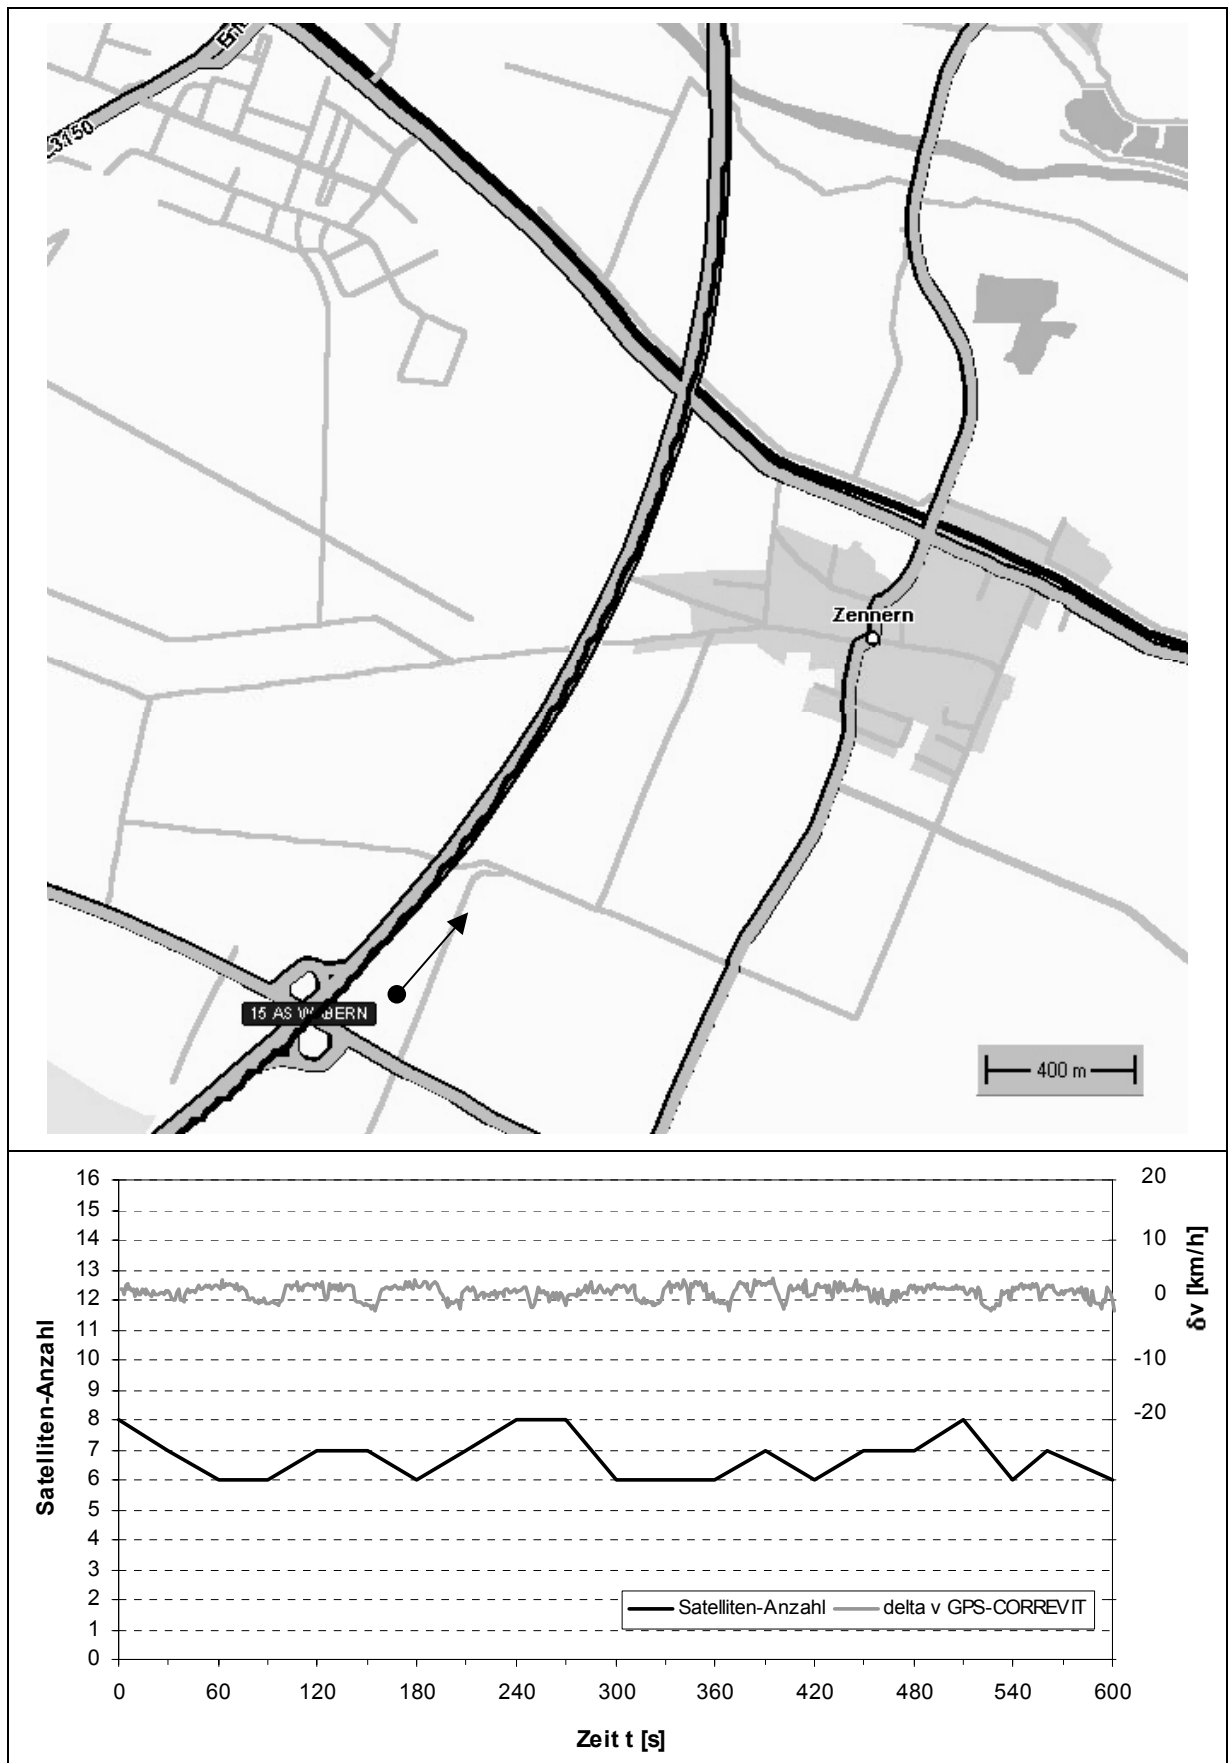 L3150
Zennern
15 AS WABERN
400 m
16
15
14
13
12
11
10
9
8
7
6
5
4
3
2
1
0
20
10
0
-10
-20
Satelliten-Anzahl
δv [km/h]
Satelliten-Anzahl
delta v GPS-CORREVIT
0 60 120 180 240 300 360 420 480 540 600
Zeit t [s]